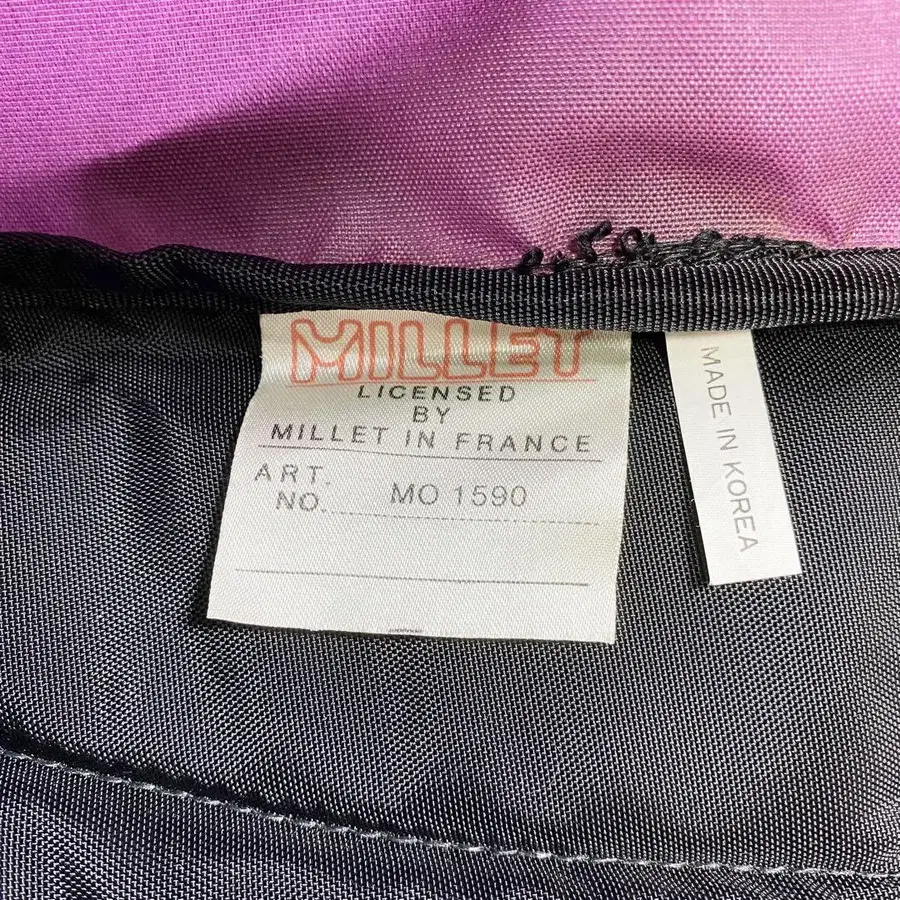 MILLET
LICENSED
BY
MILLET IN FRANCE
ART.
NO. MO 1590
MADE IN KOREA